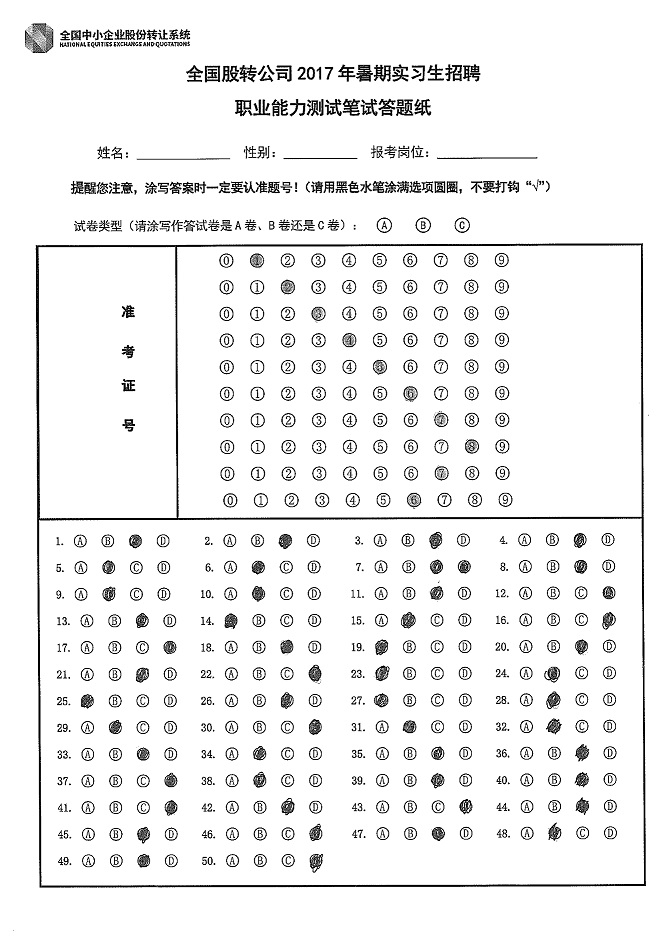 全国中小企业股份转让系统
NATIONAL EQUITIES EXCHANGE AND QUOTATIONS
全国股转公司 2017 年暑期实习生招聘
职业能力测试笔试答题纸
姓名： 性别： 报考岗位：
提醒您注意，涂写答案时一定要认准题号！（请用黑色水笔涂满选项圆圈，不要打钩“√”）
试卷类型（请涂写作答试卷是 A 卷、B 卷还是 C 卷）： Ⓐ Ⓑ Ⓒ
准
考
证
号
⓪ ① ② ③ ④ ⑤ ⑥ ⑦ ⑧ ⑨
⓪ ① ② ③ ④ ⑤ ⑥ ⑦ ⑧ ⑨
⓪ ① ② ③ ④ ⑤ ⑥ ⑦ ⑧ ⑨
⓪ ① ② ③ ④ ⑤ ⑥ ⑦ ⑧ ⑨
⓪ ① ② ③ ④ ⑤ ⑥ ⑦ ⑧ ⑨
⓪ ① ② ③ ④ ⑤ ⑥ ⑦ ⑧ ⑨
⓪ ① ② ③ ④ ⑤ ⑥ ⑦ ⑧ ⑨
⓪ ① ② ③ ④ ⑤ ⑥ ⑦ ⑧ ⑨
⓪ ① ② ③ ④ ⑤ ⑥ ⑦ ⑧ ⑨
⓪ ① ② ③ ④ ⑤ ⑥ ⑦ ⑧ ⑨
1. Ⓐ Ⓑ Ⓓ 2. Ⓐ Ⓑ Ⓓ 3. Ⓐ Ⓑ Ⓓ 4. Ⓐ Ⓑ Ⓓ
5. Ⓐ Ⓒ Ⓓ 6. Ⓐ Ⓒ Ⓓ 7. Ⓐ Ⓑ 8. Ⓐ Ⓑ Ⓓ
9. Ⓐ Ⓒ Ⓓ 10. Ⓐ Ⓒ Ⓓ 11. Ⓐ Ⓑ Ⓓ 12. Ⓐ Ⓑ Ⓒ
13. Ⓐ Ⓑ Ⓓ 14. Ⓑ Ⓒ Ⓓ 15. Ⓐ Ⓒ Ⓓ 16. Ⓐ Ⓑ Ⓒ
17. Ⓐ Ⓑ Ⓒ 18. Ⓐ Ⓑ Ⓓ 19. Ⓑ Ⓒ Ⓓ 20. Ⓐ Ⓑ Ⓓ
21. Ⓐ Ⓑ Ⓓ 22. Ⓐ Ⓑ Ⓒ 23. Ⓑ Ⓒ Ⓓ 24. Ⓐ Ⓒ Ⓓ
25. Ⓑ Ⓒ Ⓓ 26. Ⓐ Ⓑ Ⓓ 27. Ⓑ Ⓒ Ⓓ 28. Ⓐ Ⓒ Ⓓ
29. Ⓐ Ⓒ Ⓓ 30. Ⓐ Ⓑ Ⓒ 31. Ⓐ Ⓒ Ⓓ 32. Ⓐ Ⓒ Ⓓ
33. Ⓐ Ⓑ Ⓓ 34. Ⓐ Ⓒ Ⓓ 35. Ⓐ Ⓑ Ⓓ 36. Ⓐ Ⓑ Ⓓ
37. Ⓐ Ⓑ Ⓒ 38. Ⓐ Ⓒ Ⓓ 39. Ⓐ Ⓑ Ⓓ 40. Ⓐ Ⓑ Ⓓ
41. Ⓐ Ⓑ Ⓒ 42. Ⓐ Ⓑ Ⓓ 43. Ⓐ Ⓑ Ⓒ 44. Ⓐ Ⓑ Ⓓ
45. Ⓐ Ⓑ Ⓓ 46. Ⓐ Ⓑ Ⓒ 47. Ⓐ Ⓑ Ⓓ 48. Ⓐ Ⓒ Ⓓ
49. Ⓐ Ⓑ Ⓓ 50. Ⓐ Ⓑ Ⓒ